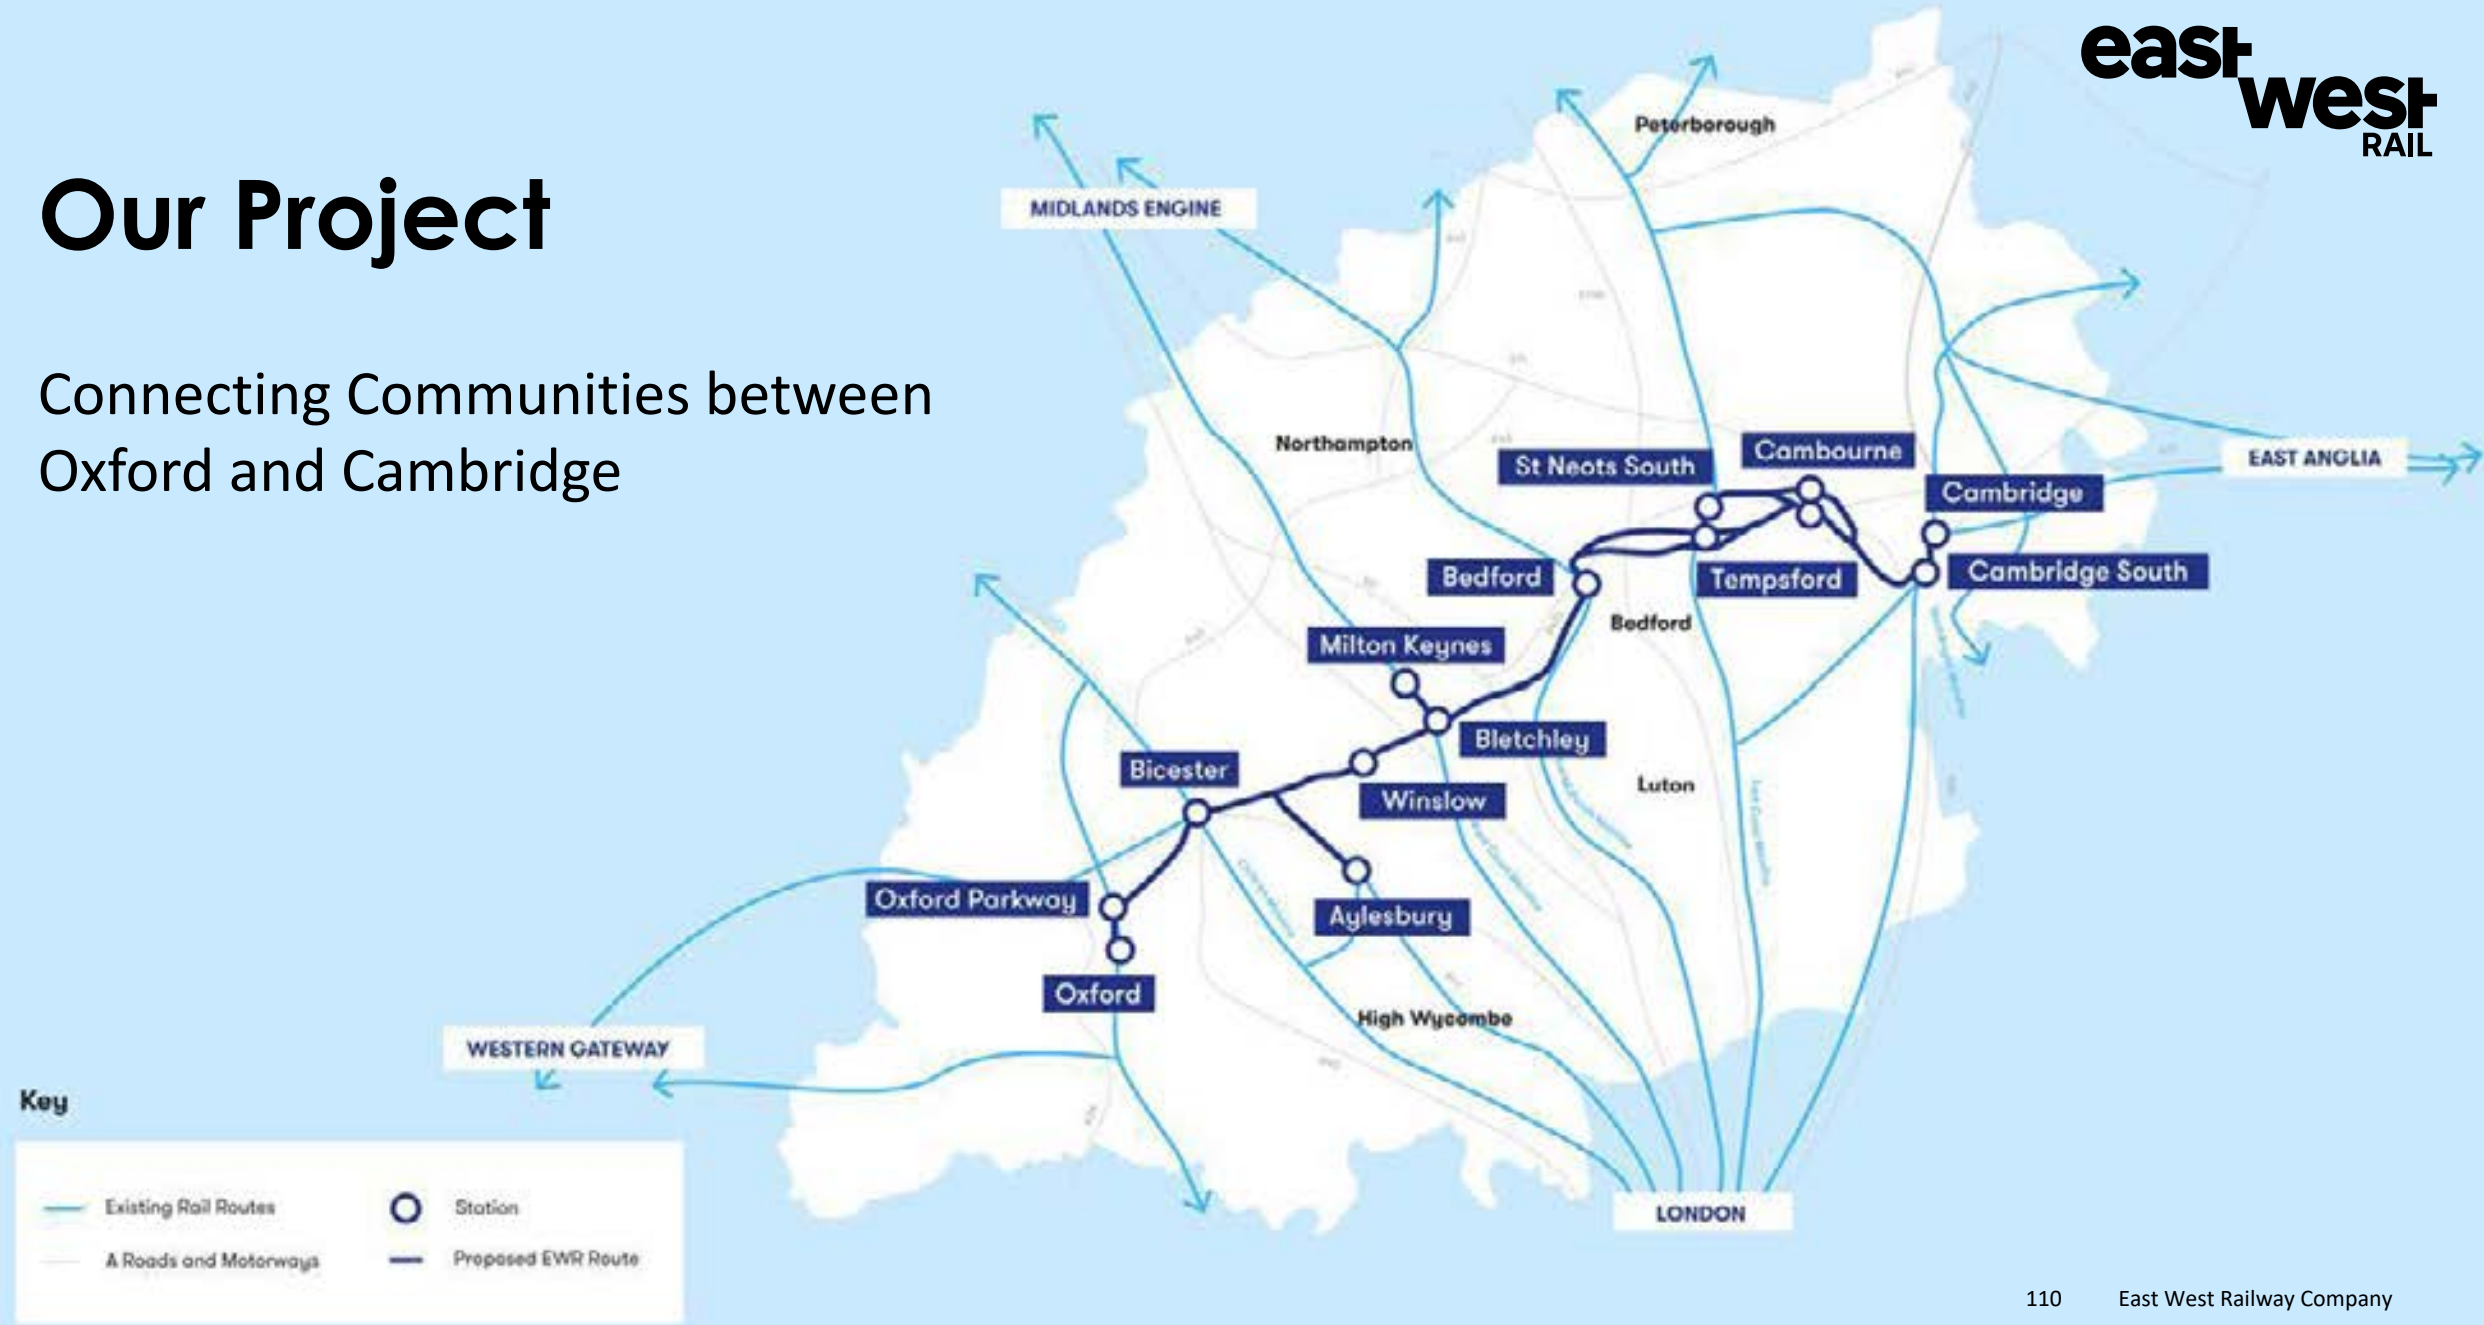 east
west
RAIL
Our Project
Connecting Communities between
Oxford and Cambridge
Peterborough
MIDLANDS ENGINE
Northampton
St Neots South
Cambourne
EAST ANGLIA
Cambridge
Bedford
Tempsford
Cambridge South
Bedford
Milton Keynes
Bletchley
Bicester
Luton
Winslow
Oxford Parkway
Aylesbury
Oxford
High Wycombe
WESTERN GATEWAY
LONDON
Key
Existing Rail Routes
Station
A Roads and Motorways
Proposed EWR Route
110 East West Railway Company